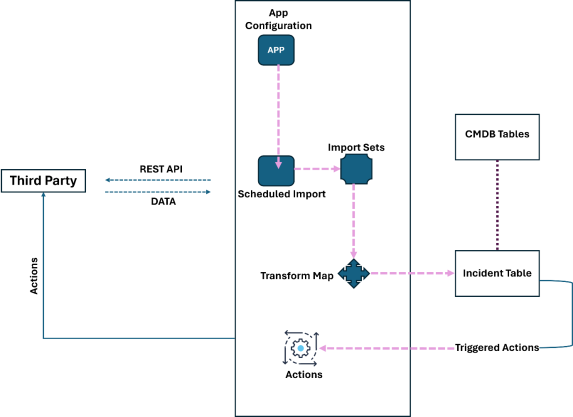 App
Configuration
APP
Import Sets
CMDB Tables
REST API
Third Party
DATA
Scheduled Import
Transform Map
Incident Table
Actions
Triggered Actions
Actions